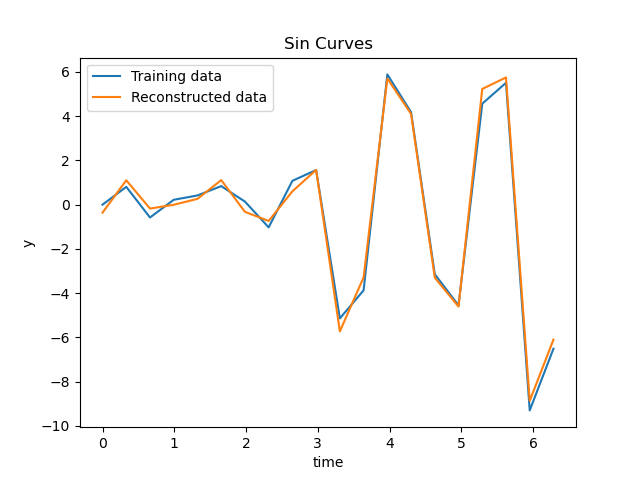 Sin Curves
Training data
Reconstructed data
6
4
2
0
−2
−4
−6
−8
−10
y
0 1 2 3 4 5 6
time